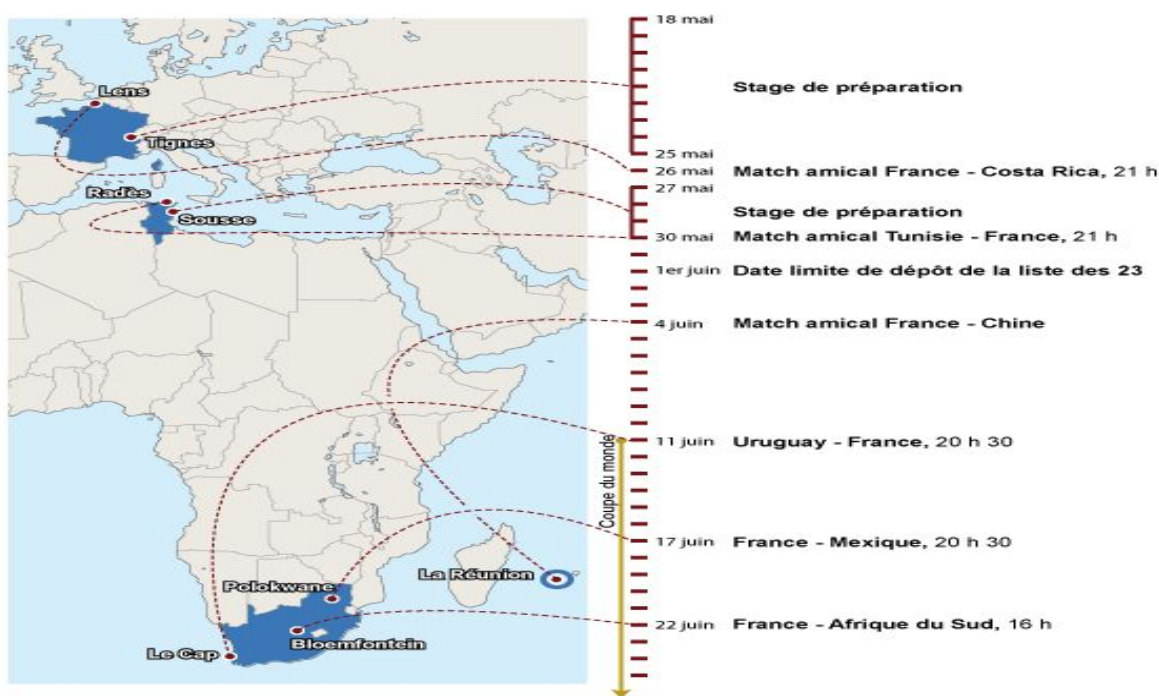 18 mai
Lens
Stage de préparation
Tignes
25 mai
26 mai Match amical France - Costa Rica, 21 h
27 mai
Radès
Stage de préparation
Sousse
30 mai Match amical Tunisie - France, 21 h
1er juin Date limite de dépôt de la liste des 23
4 juin Match amical France - Chine
11 juin Uruguay - France, 20 h 30
Coupe du monde
17 juin France - Mexique, 20 h 30
La Réunion
Polokwane
22 juin France - Afrique du Sud, 16 h
Bloemfontein
Le Cap